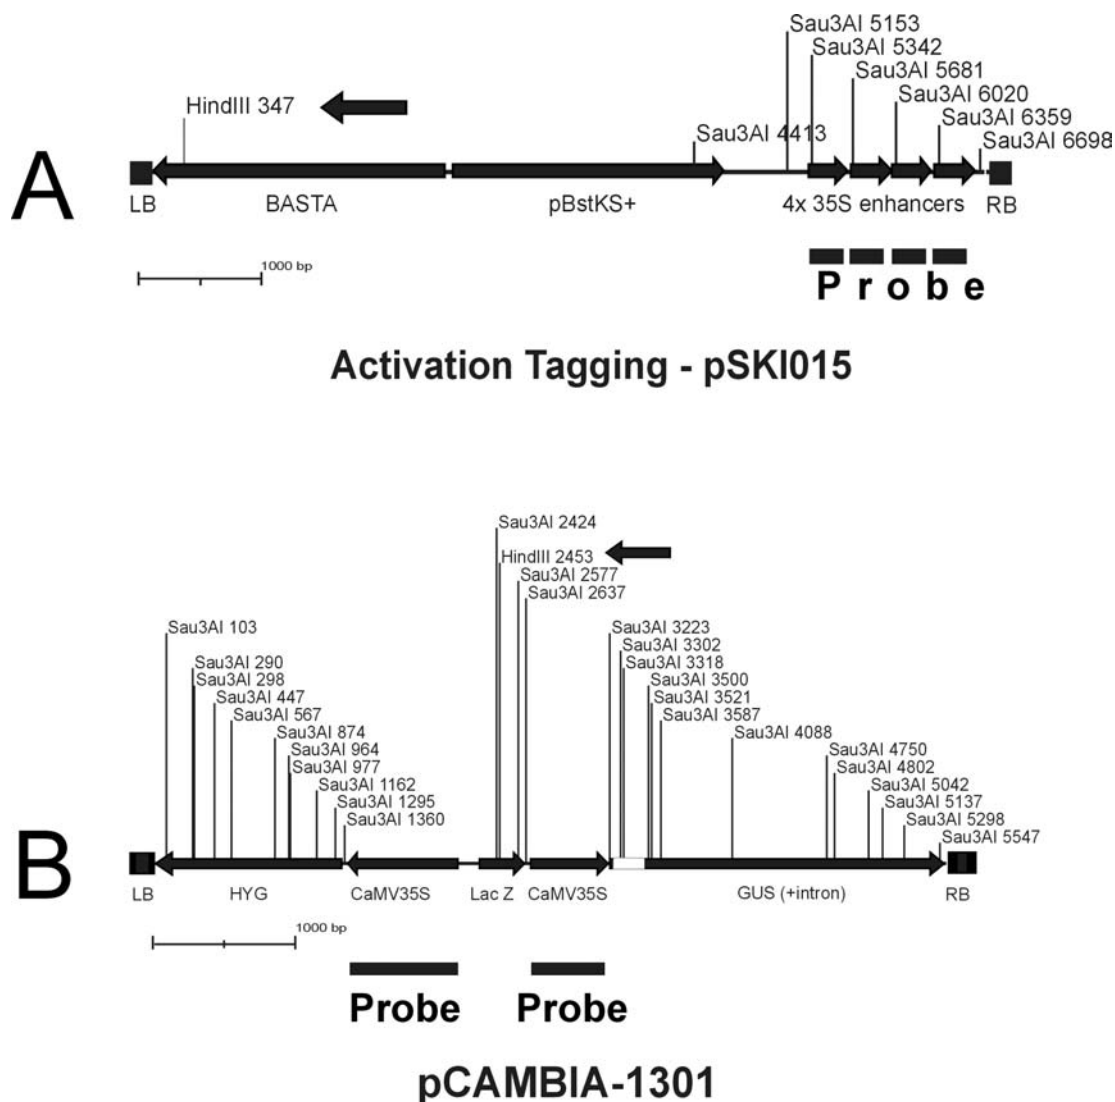 A
HindIII 347
Sau3AI 4413
Sau3AI 5153
Sau3AI 5342
Sau3AI 5681
Sau3AI 6020
Sau3AI 6359
Sau3AI 6698
LB
BASTA
pBstKS+
4x 35S enhancers
RB
1000 bp
P r o b e
Activation Tagging - pSKI015
B
Sau3AI 2424
HindIII 2453
Sau3AI 2577
Sau3AI 2637
Sau3AI 103
Sau3AI 290
Sau3AI 298
Sau3AI 447
Sau3AI 567
Sau3AI 874
Sau3AI 964
Sau3AI 977
Sau3AI 1162
Sau3AI 1295
Sau3AI 1360
Sau3AI 3223
Sau3AI 3302
Sau3AI 3318
Sau3AI 3500
Sau3AI 3521
Sau3AI 3587
Sau3AI 4088
Sau3AI 4750
Sau3AI 4802
Sau3AI 5042
Sau3AI 5137
Sau3AI 5298
Sau3AI 5547
LB
HYG
CaMV35S
Lac Z
CaMV35S
GUS (+intron)
RB
1000 bp
Probe
Probe
pCAMBIA-1301